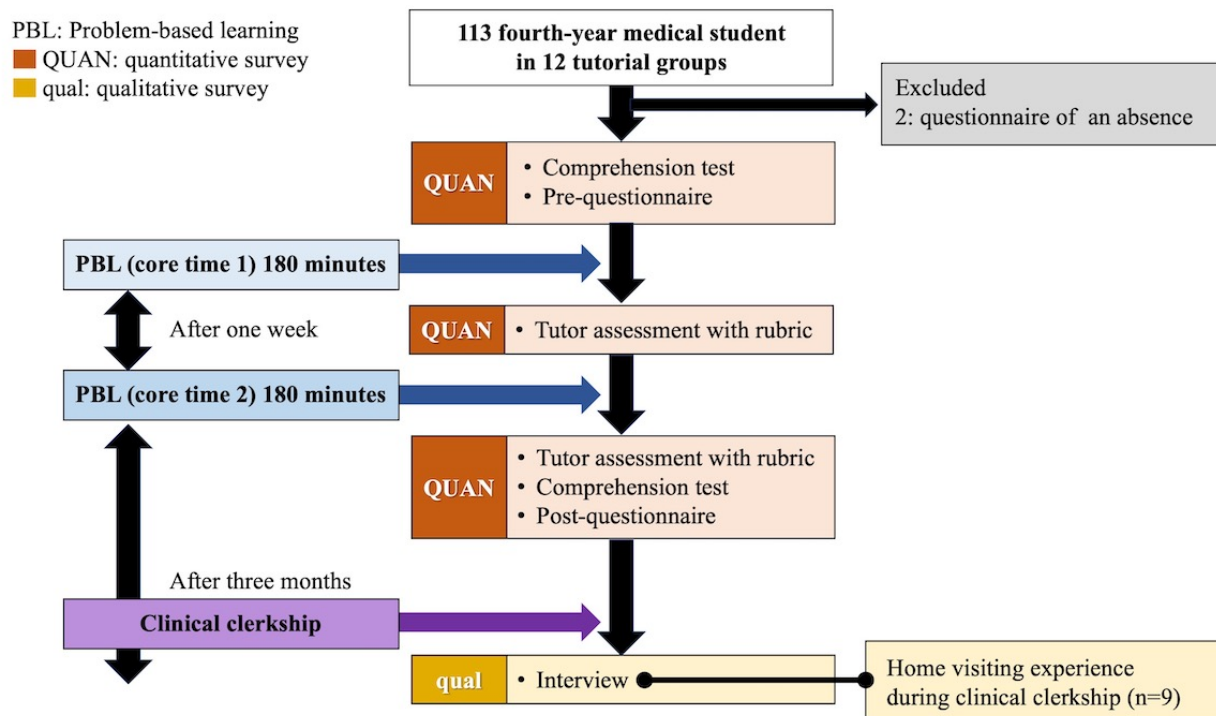 PBL: Problem-based learning
QUAN: quantitative survey
qual: qualitative survey
113 fourth-year medical student
in 12 tutorial groups
Excluded
2: questionnaire of an absence
QUAN
• Comprehension test
• Pre-questionnaire
PBL (core time 1) 180 minutes
After one week
QUAN
• Tutor assessment with rubric
PBL (core time 2) 180 minutes
QUAN
• Tutor assessment with rubric
• Comprehension test
• Post-questionnaire
After three months
Clinical clerkship
qual
• Interview
Home visiting experience
during clinical clerkship (n=9)